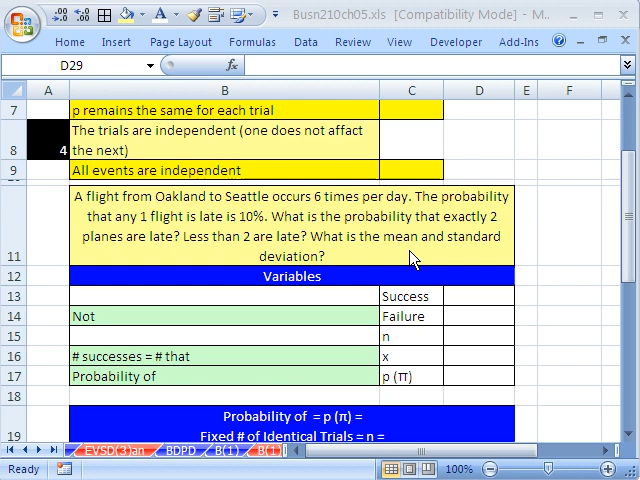 Busn210ch05.xls [Compatibility Mode] - M...
Home Insert Page Layout Formulas Data Review View Developer Add-Ins
D29 fx
A B C D E F
7 p remains the same for each trial
8 4 The trials are independent (one does not affact
the next)
9 All events are independent
10
A flight from Oakland to Seattle occurs 6 times per day. The probability
that any 1 flight is late is 10%. What is the probability that exactly 2
planes are late? Less than 2 are late? What is the mean and standard
11 deviation?
12 Variables
13 Success
14 Not Failure
15 n
16 # successes = # that x
17 Probability of p (π)
18
Probability of = p (π) =
19 Fixed # of Identical Trials = n =
EVSD(3)an BDPD B(1) B(1)
Ready 100%